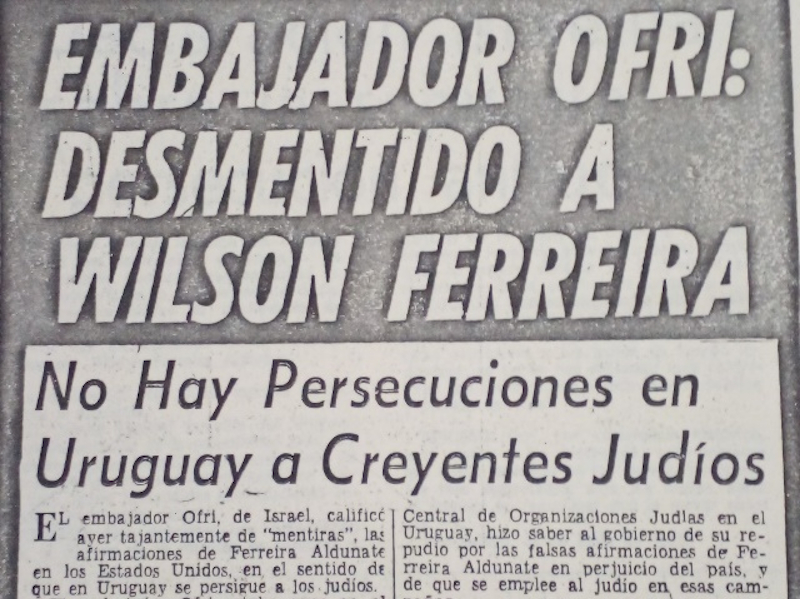 EMBAJADOR OFRI:
DESMENTIDO A
WILSON FERREIRA
No Hay Persecuciones en
Uruguay a Creyentes Judíos
EL embajador Ofri, de Israel, calificó
ayer tajantemente de "mentiras", las
afirmaciones de Ferreira Aldunate
en los Estados Unidos, en el sentido de
que en Uruguay se persigue a los judíos.
Central de Organizaciones Judías en el
Uruguay, hizo saber al gobierno de su re-
pudio por las falsas afirmaciones de Fe-
rreira Aldunate en perjuicio del país, y
de que se emplee al judío en esas cam-